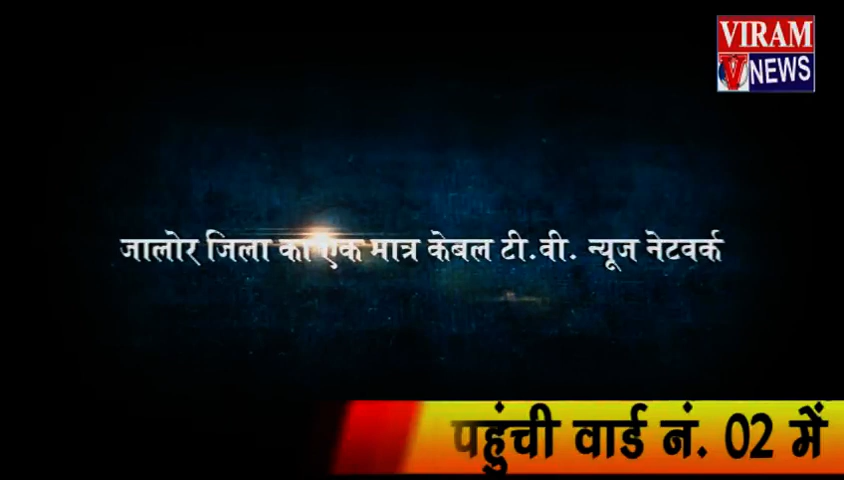 VIRAM
V NEWS
जालोर जिला का एक मात्र केबल टी.वी. न्यूज नेटवर्क
पहुंची वार्ड नं. 02 में